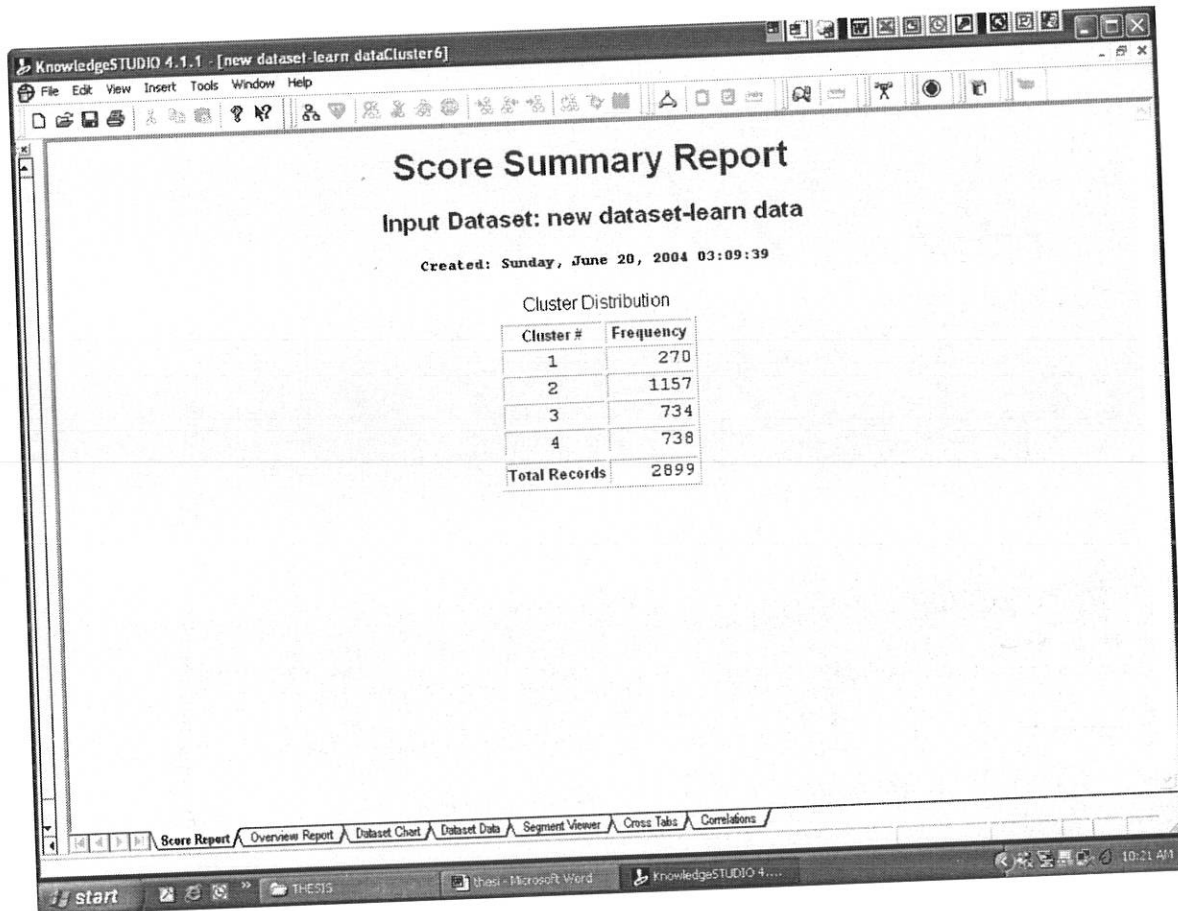 KnowledgeSTUDIO 4.1.1 - [new dataset-learn dataCluster6]
File Edit View Insert Tools Window Help
Score Summary Report
Input Dataset: new dataset-learn data
Created: Sunday, June 20, 2004 03:09:39
Cluster Distribution
Cluster # Frequency
1 270
2 1157
3 734
4 738
Total Records 2899
Score Report Overview Report Dataset Chart Dataset Data Segment Viewer Cross Tabs Correlations
start THESIS thesi - Microsoft Word KnowledgeSTUDIO 4.... 10:21 AM